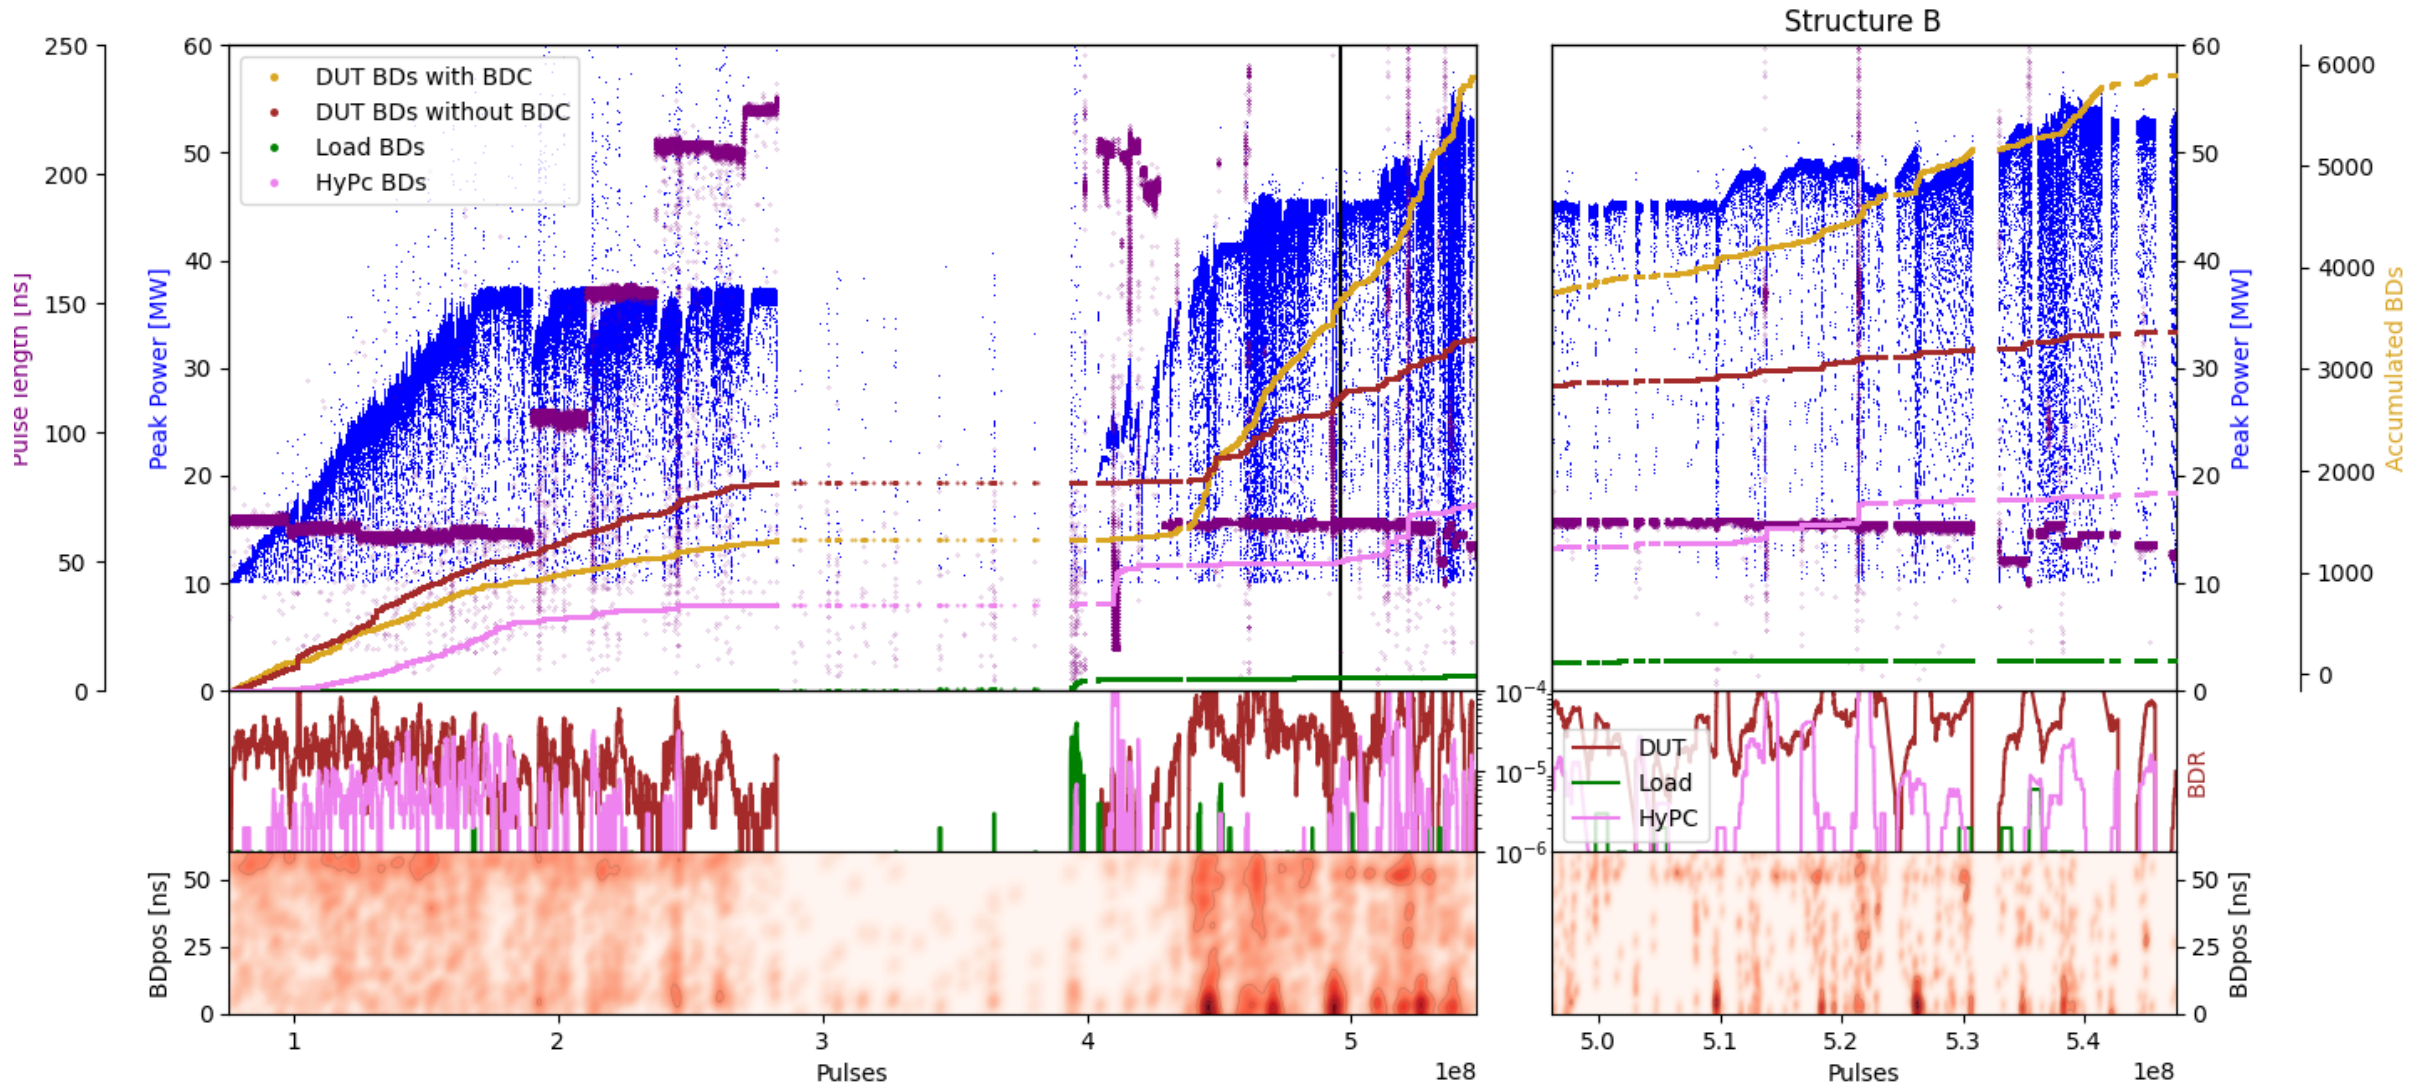 Structure B
250
200
150
100
50
0
Pulse length [ns]
60
50
40
30
20
10
0
Peak Power [MW]
DUT BDs with BDC
DUT BDs without BDC
Load BDs
HyPc BDs
60
50
40
30
20
10
0
Peak Power [MW]
6000
5000
4000
3000
2000
1000
0
Accumulated BDs
10-4
10-5
10-6
DUT
Load
HyPC
BDR
BDpos [ns]
50
25
0
50
25
0
BDpos [ns]
1 2 3 4 5
Pulses
1e8
5.0 5.1 5.2 5.3 5.4
Pulses
1e8